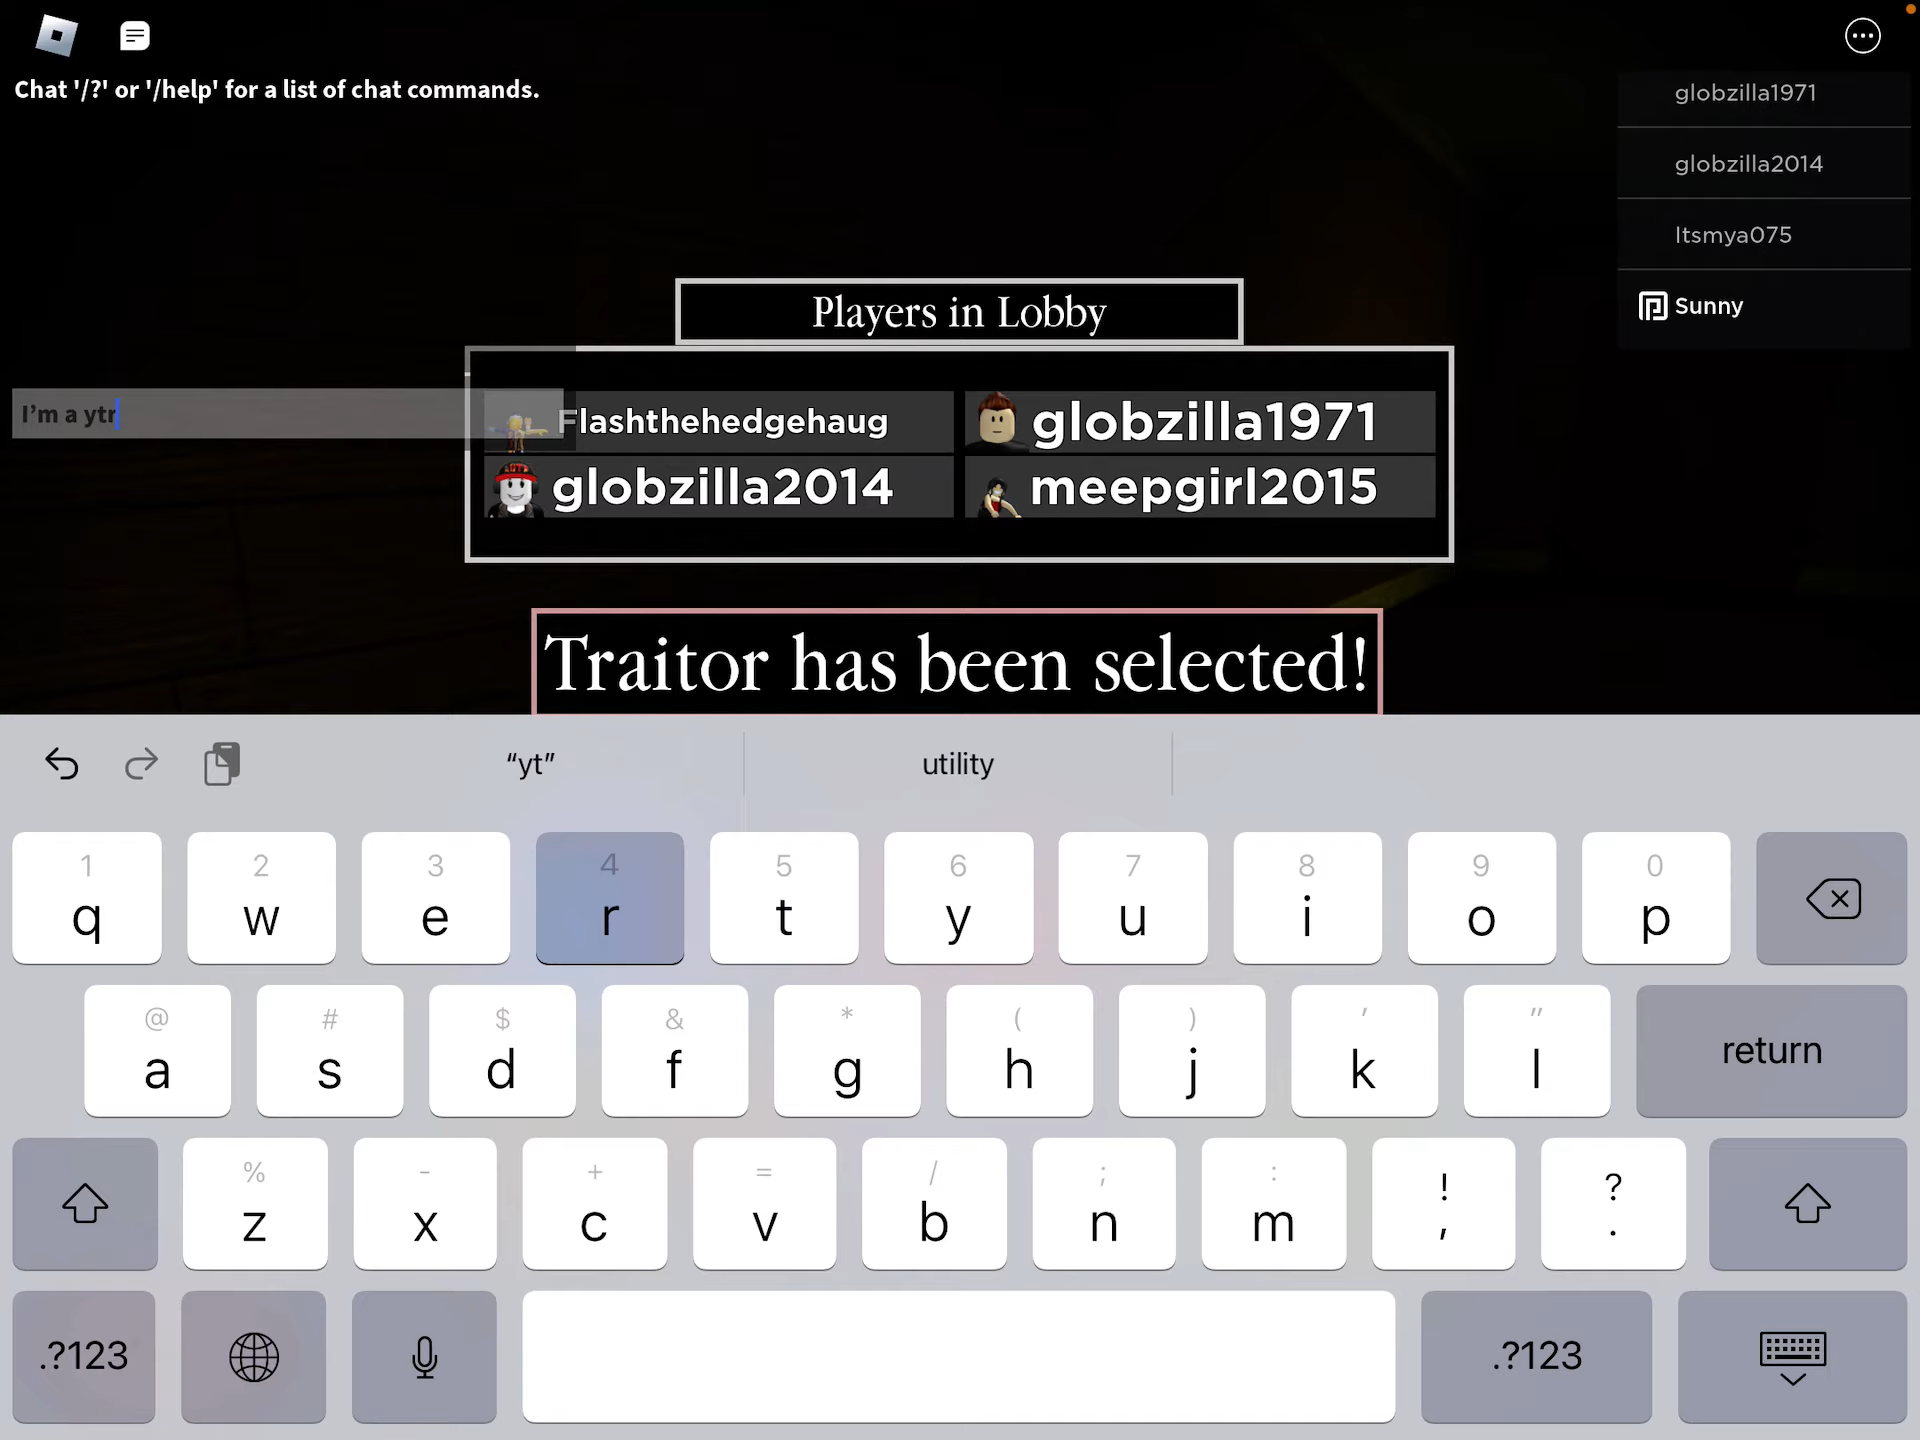 Chat '/?' or '/help' for a list of chat commands.
globzilla1971
globzilla2014
Itsmya075
Sunny
Players in Lobby
I’m a ytr
Flashthehedgehaug
globzilla1971
globzilla2014
meepgirl2015
Traitor has been selected!
“yt”
utility
1 2 3 4 5 6 7 8 9 0
q w e r t y u i o p
@ # $ & * ( ) ' "
a s d f g h j k l
return
% - + = / ; : ! ?
z x c v b n m , .
.?123
.?123